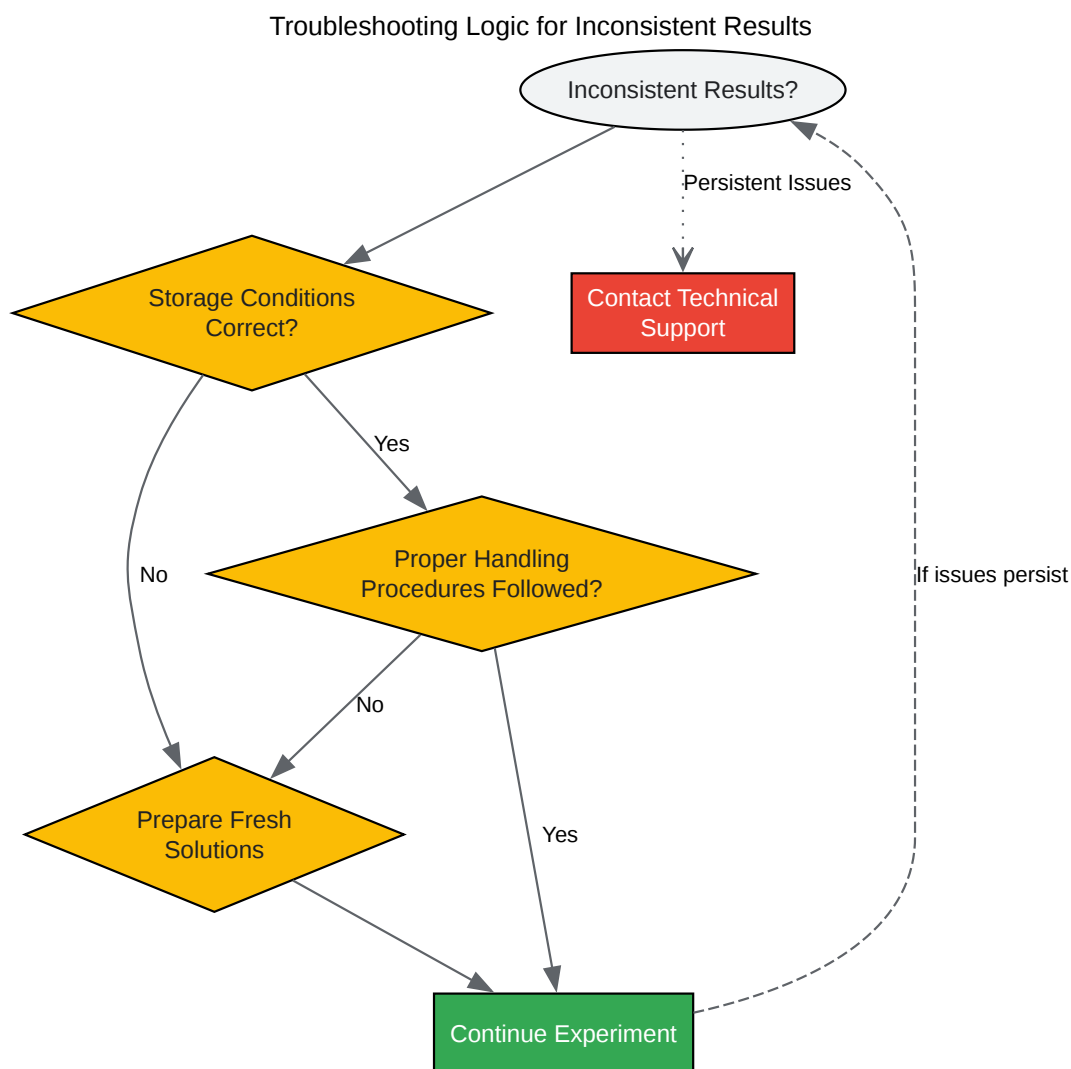 Troubleshooting Logic for Inconsistent Results
Inconsistent Results?
Persistent Issues
Contact Technical
Support
Storage Conditions
Correct?
Yes
Proper Handling
Procedures Followed?
No
If issues persist
No
Prepare Fresh
Solutions
Yes
Continue Experiment